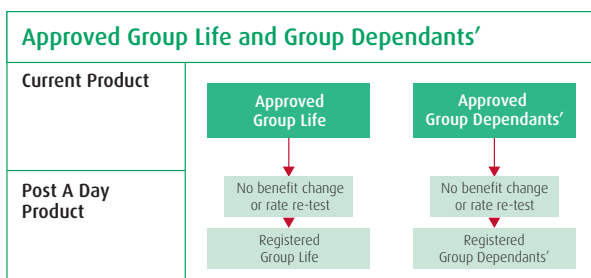 Approved Group Life and Group Dependants’
Current Product
Approved
Group Life
Approved
Group Dependants’
Post A Day
Product
No benefit change
or rate re-test
No benefit change
or rate re-test
Registered
Group Life
Registered
Group Dependants’